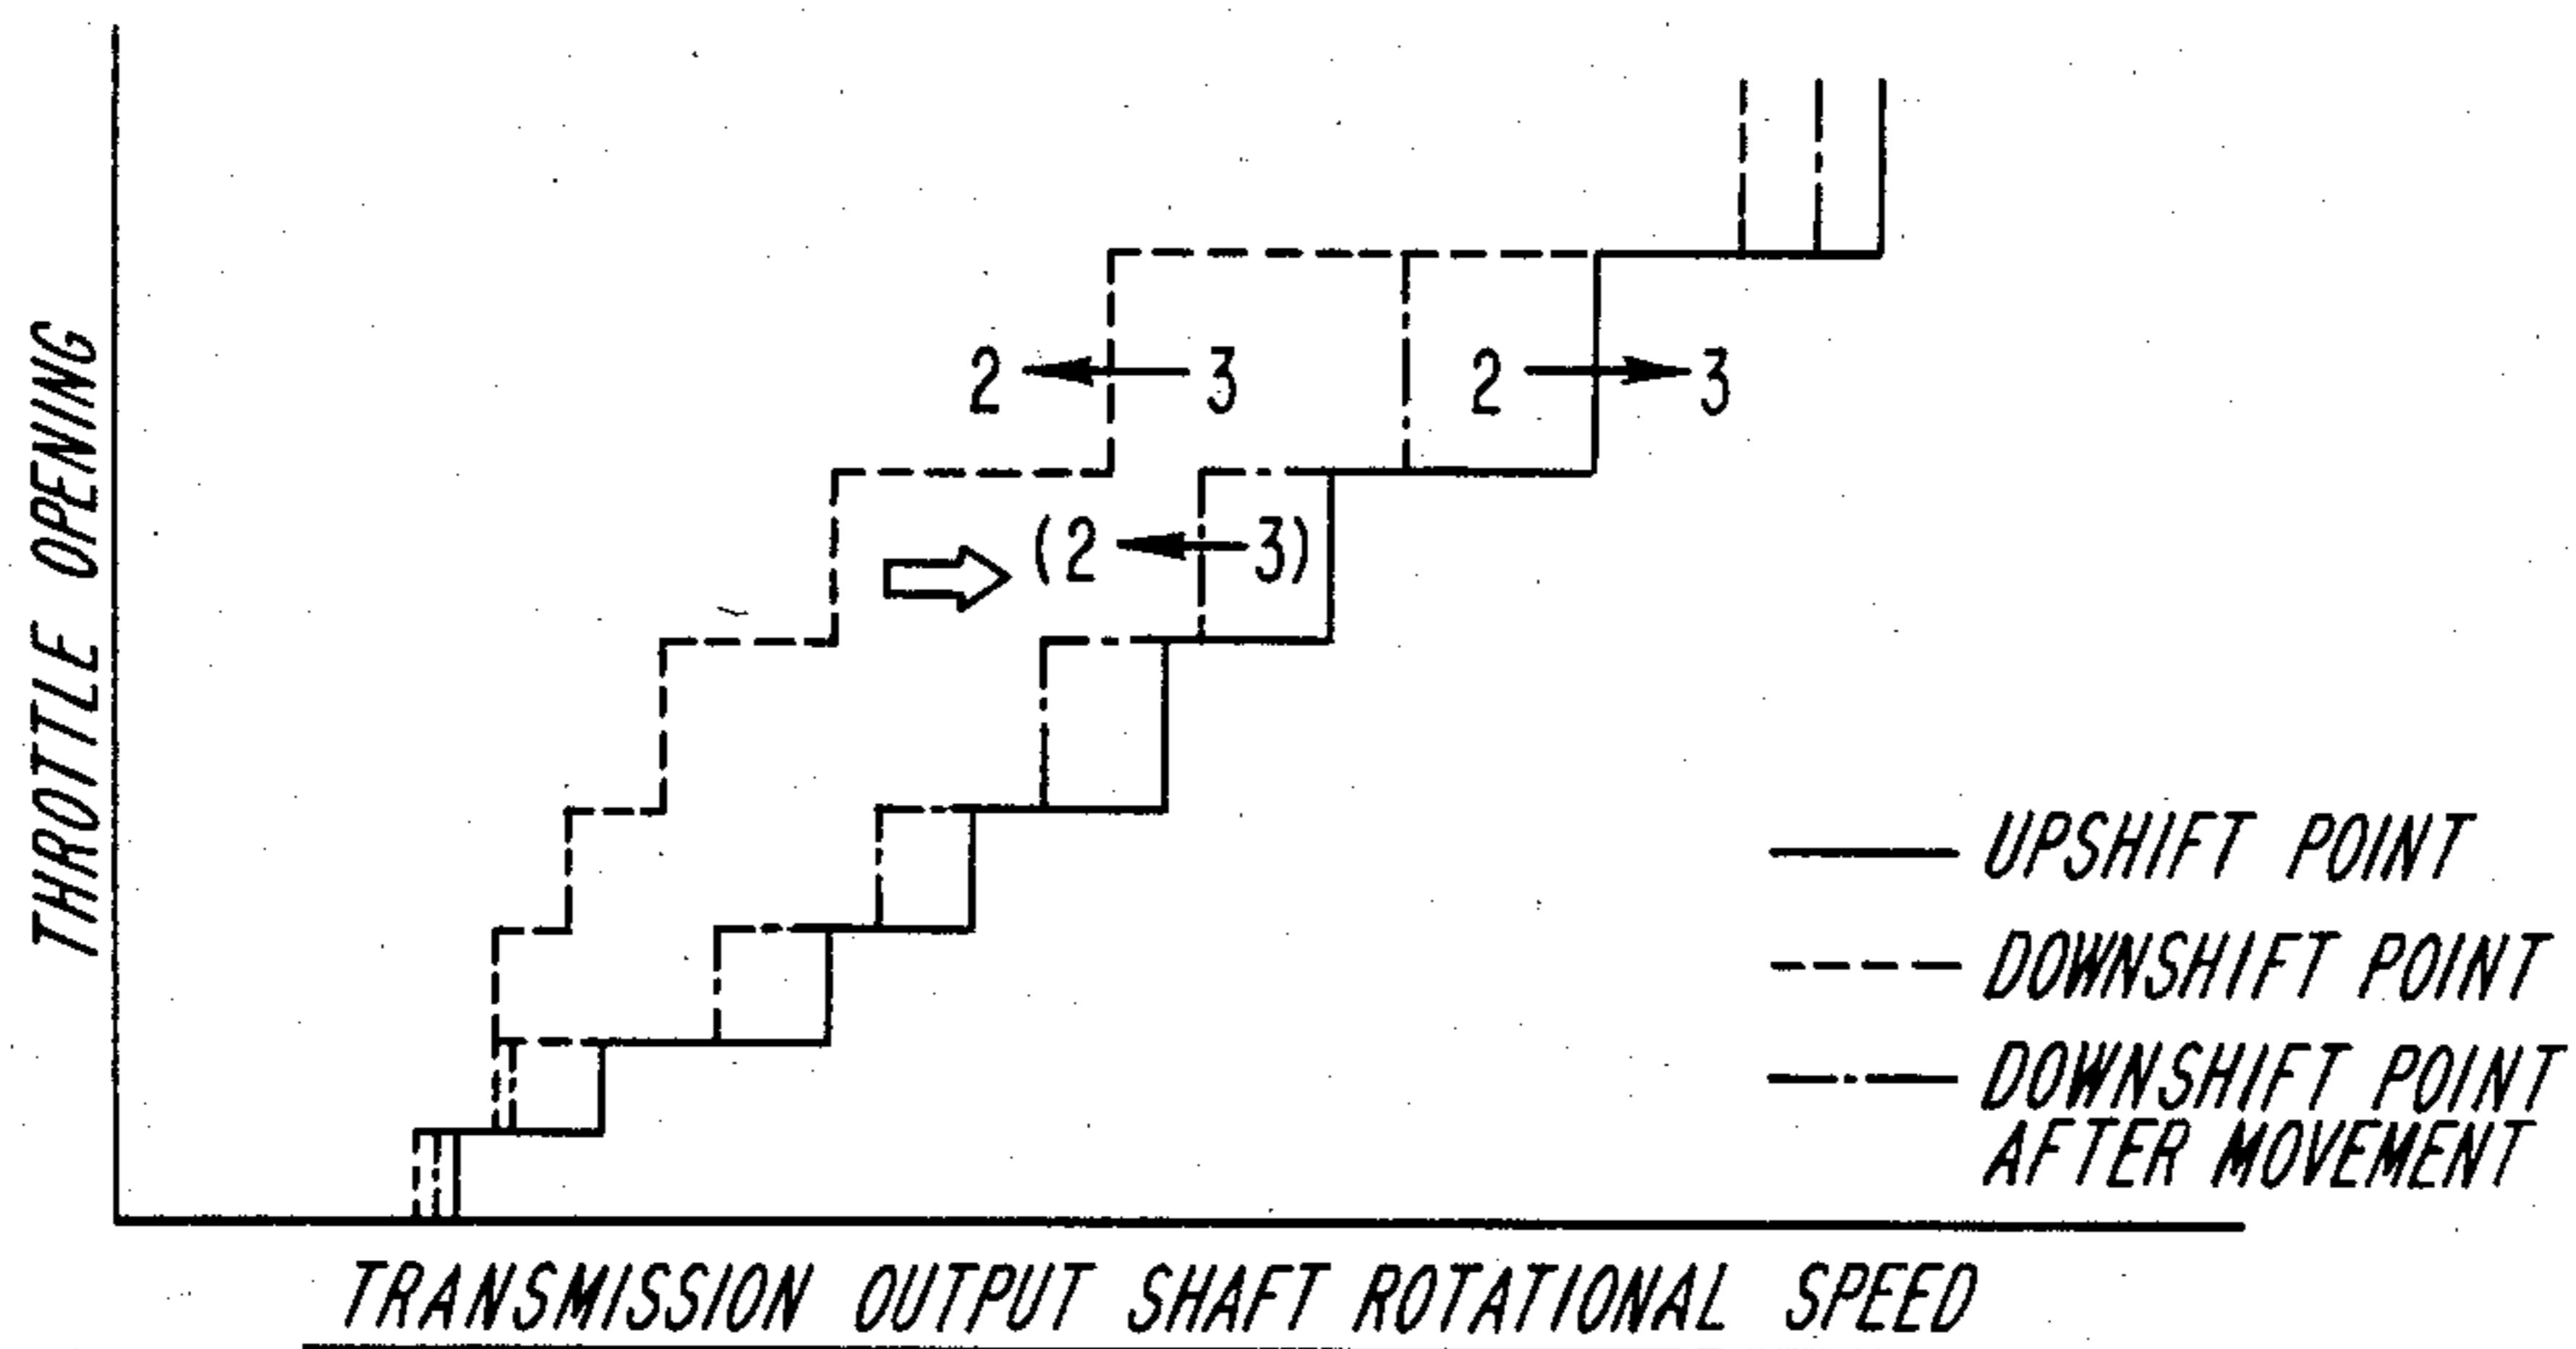 THROTTLE OPENING
2 ← 3
2 → 3
(2 ← 3)
UPSHIFT POINT
DOWNSHIFT POINT
DOWNSHIFT POINT
AFTER MOVEMENT
TRANSMISSION OUTPUT SHAFT ROTATIONAL SPEED